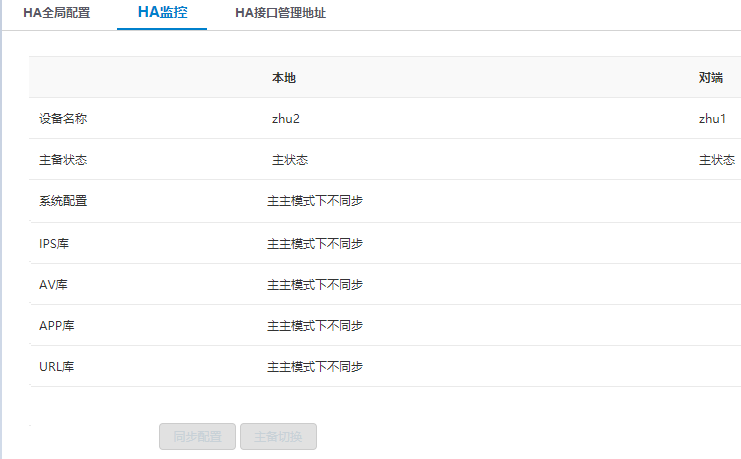 HA全局配置 HA监控 HA接口管理地址
本地 对端
设备名称 zhu2 zhu1
主备状态 主状态 主状态
系统配置 主主模式下不同步
IPS库 主主模式下不同步
AV库 主主模式下不同步
APP库 主主模式下不同步
URL库 主主模式下不同步
同步配置 主备切换